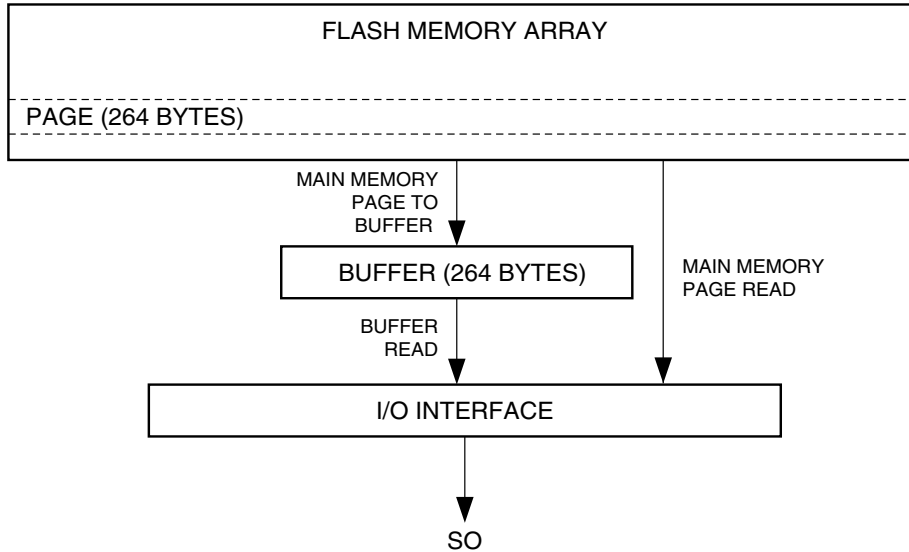 FLASH MEMORY ARRAY
PAGE (264 BYTES)
MAIN MEMORY
PAGE TO
BUFFER
BUFFER (264 BYTES)
MAIN MEMORY
PAGE READ
BUFFER
READ
I/O INTERFACE
SO